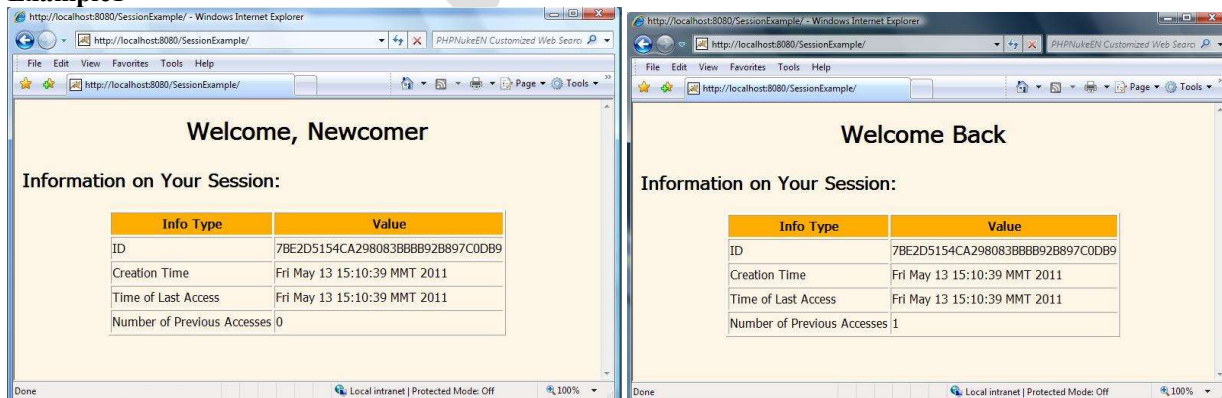 Example1
http://localhost:8080/SessionExample/ - Windows Internet Explorer
http://localhost:8080/SessionExample/
PHPNukeEN Customized Web Searc
File Edit View Favorites Tools Help
http://localhost:8080/SessionExample/
Page Tools
Welcome, Newcomer
Information on Your Session:
Info Type Value
ID 7BE2D5154CA298083BBBB92B897C0DB9
Creation Time Fri May 13 15:10:39 MMT 2011
Time of Last Access Fri May 13 15:10:39 MMT 2011
Number of Previous Accesses 0
Done Local intranet | Protected Mode: Off 100%
http://localhost:8080/SessionExample/ - Windows Internet Explorer
http://localhost:8080/SessionExample/
PHPNukeEN Customized Web Searc
File Edit View Favorites Tools Help
http://localhost:8080/SessionExample/
Page Tools
Welcome Back
Information on Your Session:
Info Type Value
ID 7BE2D5154CA298083BBBB92B897C0DB9
Creation Time Fri May 13 15:10:39 MMT 2011
Time of Last Access Fri May 13 15:10:39 MMT 2011
Number of Previous Accesses 1
Done Local intranet | Protected Mode: Off 100%